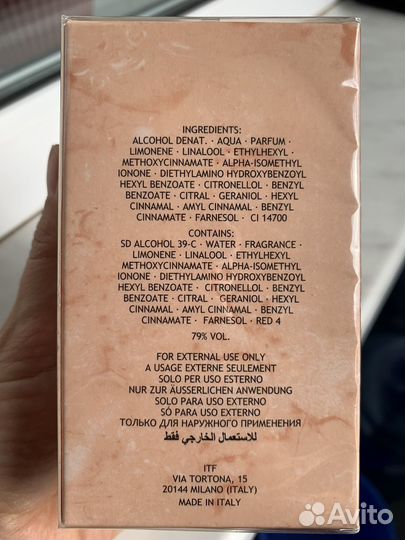 INGREDIENTS:
ALCOHOL DENAT. · AQUA · PARFUM ·
LIMONENE · LINALOOL · ETHYLHEXYL ·
METHOXYCINNAMATE · ALPHA-ISOMETHYL
IONONE · DIETHYLAMINO HYDROXYBENZOYL
HEXYL BENZOATE · CITRONELLOL · BENZYL
BENZOATE · CITRAL · GERANIOL · HEXYL
CINNAMAL · AMYL CINNAMAL · BENZYL
CINNAMATE · FARNESOL · CI 14700
CONTAINS:
SD ALCOHOL 39-C · WATER · FRAGRANCE ·
LIMONENE · LINALOOL · ETHYLHEXYL
METHOXYCINNAMATE · ALPHA-ISOMETHYL
IONONE · DIETHYLAMINO HYDROXYBENZOYL
HEXYL BENZOATE · CITRONELLOL · BENZYL
BENZOATE · CITRAL · GERANIOL · HEXYL
CINNAMAL · AMYL CINNAMAL · BENZYL
CINNAMATE · FARNESOL · RED 4
79% VOL.
FOR EXTERNAL USE ONLY
A USAGE EXTERNE SEULEMENT
SOLO PER USO ESTERNO
NUR ZUR ÄUSSERLICHEN ANWENDUNG
SOLO PARA USO EXTERNO
SÓ PARA USO EXTERNO
ТОЛЬКО ДЛЯ НАРУЖНОГО ПРИМЕНЕНИЯ
للاستعمال الخارجي فقط
ITF
VIA TORTONA, 15
20144 MILANO (ITALY)
MADE IN ITALY
Avito